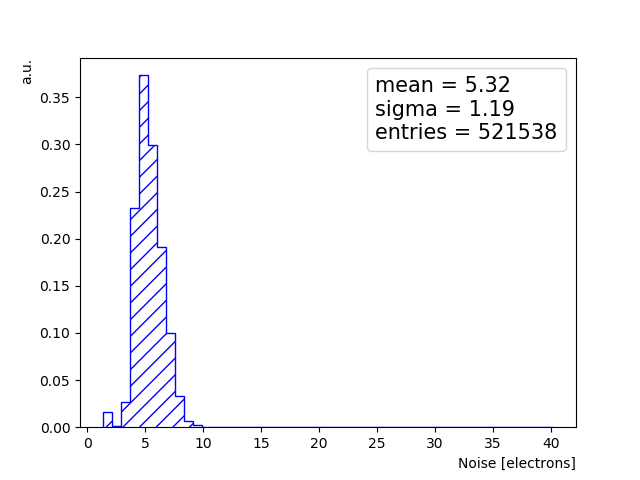 a.u.
mean = 5.32
sigma = 1.19
entries = 521538
0.35
0.30
0.25
0.20
0.15
0.10
0.05
0.00
0 5 10 15 20 25 30 35 40
Noise [electrons]